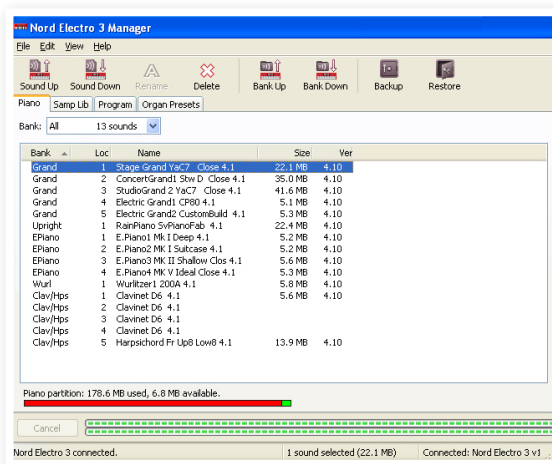 Nord Electro 3 Manager
File Edit View Help
Sound Up Sound Down Rename Delete Bank Up Bank Down Backup Restore
Piano Samp Lib Program Organ Presets
Bank: All 13 sounds
Bank Loc Name Size Ver
Grand 1 Stage Grand YaC7 Close 4.1 22.1 MB 4.10
Grand 2 ConcertGrand1 Stw D Close 4.1 35.0 MB 4.10
Grand 3 StudioGrand 2 YaC7 Close 4.1 41.6 MB 4.10
Grand 4 Electric Grand1 CP80 4.1 5.1 MB 4.10
Grand 5 Electric Grand2 CustomBuild 4.1 5.3 MB 4.10
Upright 1 RainPiano SvPianoFab 4.1 22.4 MB 4.10
EPiano 1 E.Piano1 Mk I Deep 4.1 5.2 MB 4.10
EPiano 2 E.Piano2 MK I Suitcase 4.1 5.2 MB 4.10
EPiano 3 E.Piano3 MK II Shallow Clos 4.1 5.6 MB 4.10
EPiano 4 E.Piano4 MK V Ideal Close 4.1 5.3 MB 4.10
Wurl 1 Wurlitzer1 200A 4.1 5.8 MB 4.10
Clav/Hps 1 Clavinet D6 4.1 5.6 MB 4.10
Clav/Hps 2 Clavinet D6 4.1
Clav/Hps 3 Clavinet D6 4.1
Clav/Hps 4 Clavinet D6 4.1
Clav/Hps 5 Harpsichord Fr Up8 Low8 4.1 13.9 MB 4.10
Piano partition: 178.6 MB used, 6.8 MB available.
Cancel
Nord Electro 3 connected. 1 sound selected (22.1 MB) Connected: Nord Electro 3 v1